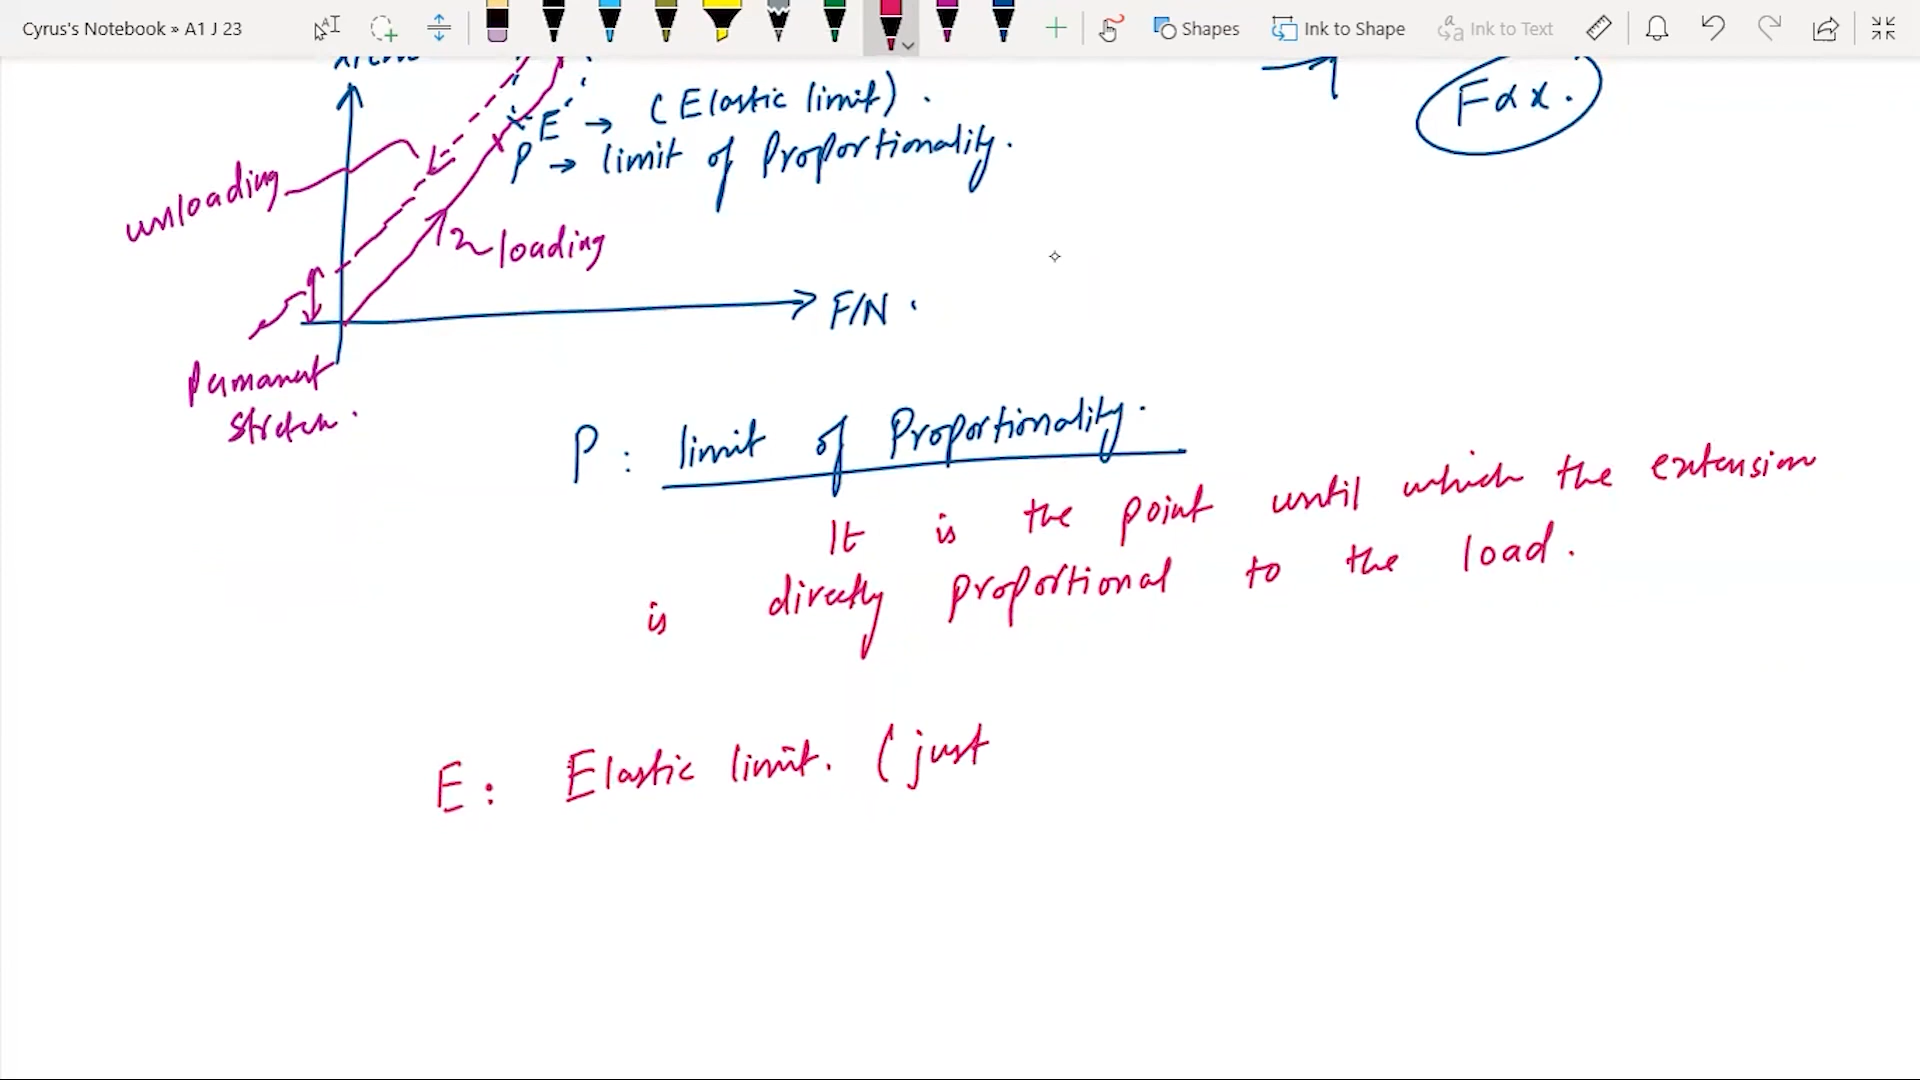 Cyrus's Notebook » A1 J 23
Shapes
Ink to Shape
Ink to Text
E → (Elastic limit).
F α x.
P → limit of Proportionality.
unloading
loading
F/N.
Permanent
stretch.
P: limit of Proportionality.
It is the point until which the extension
is directly proportional to the load.
E: Elastic limit. (just